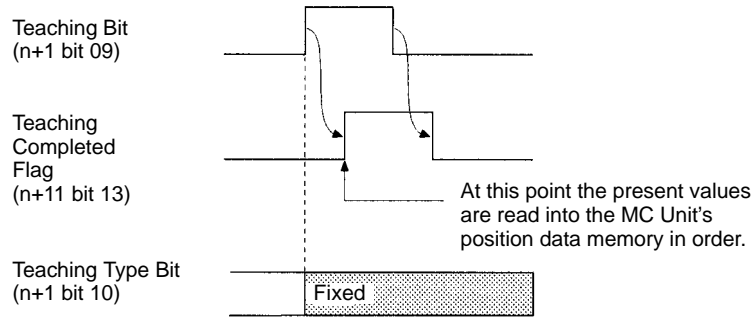 Teaching Bit
(n+1 bit 09)
Teaching
Completed
Flag
(n+11 bit 13)
At this point the present values
are read into the MC Unit's
position data memory in order.
Teaching Type Bit
(n+1 bit 10)
Fixed